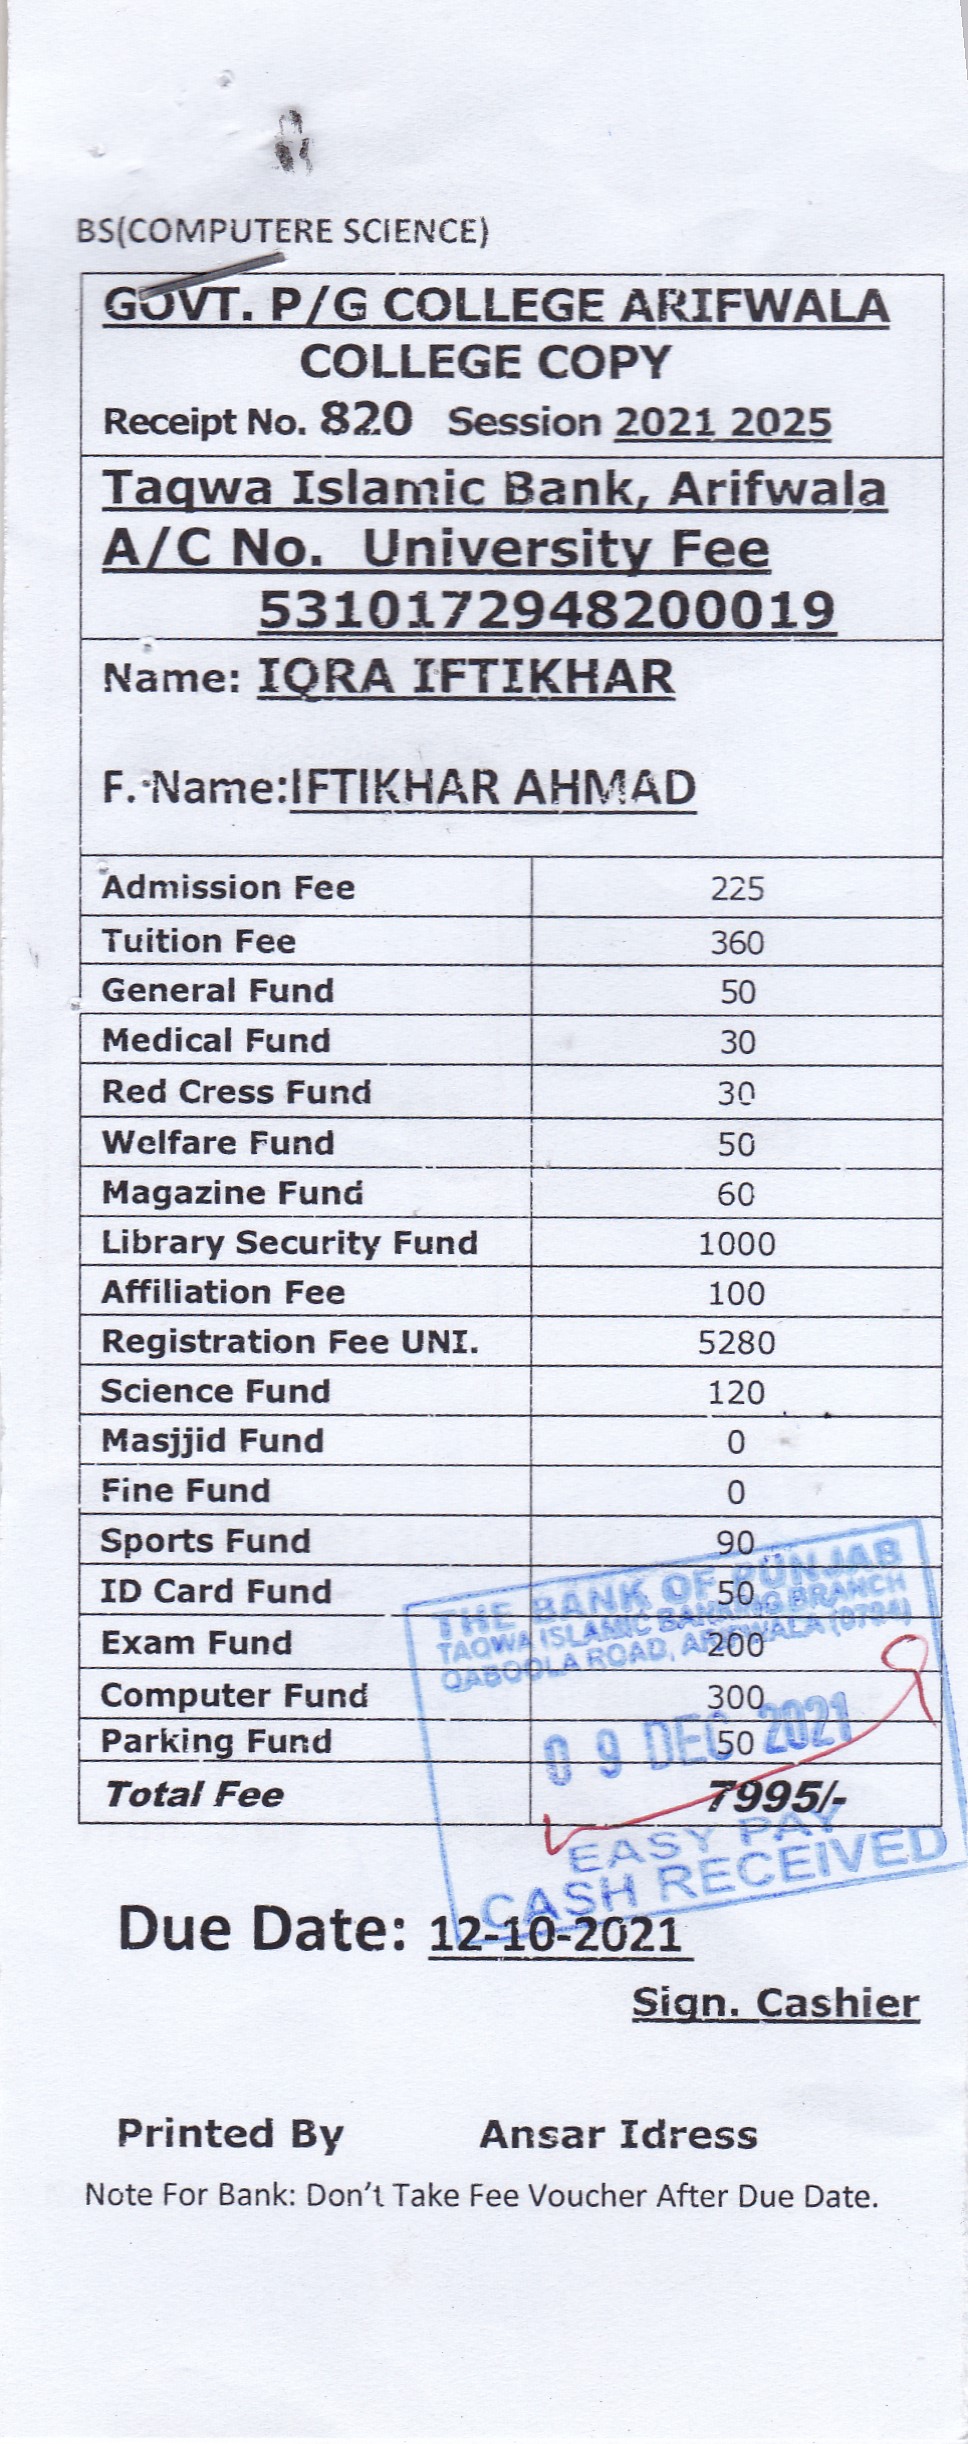 BS(COMPUTERE SCIENCE)
GOVT. P/G COLLEGE ARIFWALA
COLLEGE COPY
Receipt No. 820 Session 2021 2025
Taqwa Islamic Bank, Arifwala
A/C No. University Fee
5310172948200019
Name: IQRA IFTIKHAR
F. Name:IFTIKHAR AHMAD
Admission Fee 225
Tuition Fee 360
General Fund 50
Medical Fund 30
Red Cress Fund 30
Welfare Fund 50
Magazine Fund 60
Library Security Fund 1000
Affiliation Fee 100
Registration Fee UNI. 5280
Science Fund 120
Masjjid Fund 0
Fine Fund 0
Sports Fund 90
ID Card Fund 50
Exam Fund 200
Computer Fund 300
Parking Fund 50
Total Fee 7995/-
THE BANK OF PUNJAB
TAQWA ISLAMIC BANKING BRANCH
QABOOLA ROAD, ARIFWALA (0704)
09 DEC 2021
EASY PAY
CASH RECEIVED
Due Date: 12-10-2021
Sign. Cashier
Printed By Ansar Idress
Note For Bank: Don't Take Fee Voucher After Due Date.